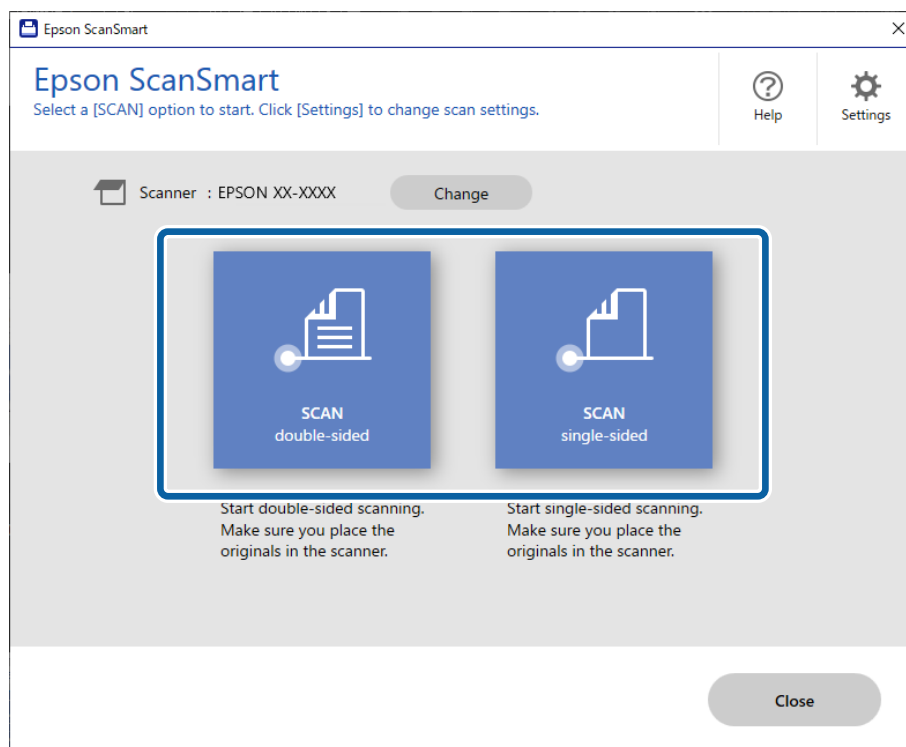 Epson ScanSmart
Epson ScanSmart
Select a [SCAN] option to start. Click [Settings] to change scan settings.
Help
Settings
Scanner : EPSON XX-XXXX
Change
SCAN
double-sided
SCAN
single-sided
Start double-sided scanning.
Make sure you place the
originals in the scanner.
Start single-sided scanning.
Make sure you place the
originals in the scanner.
Close